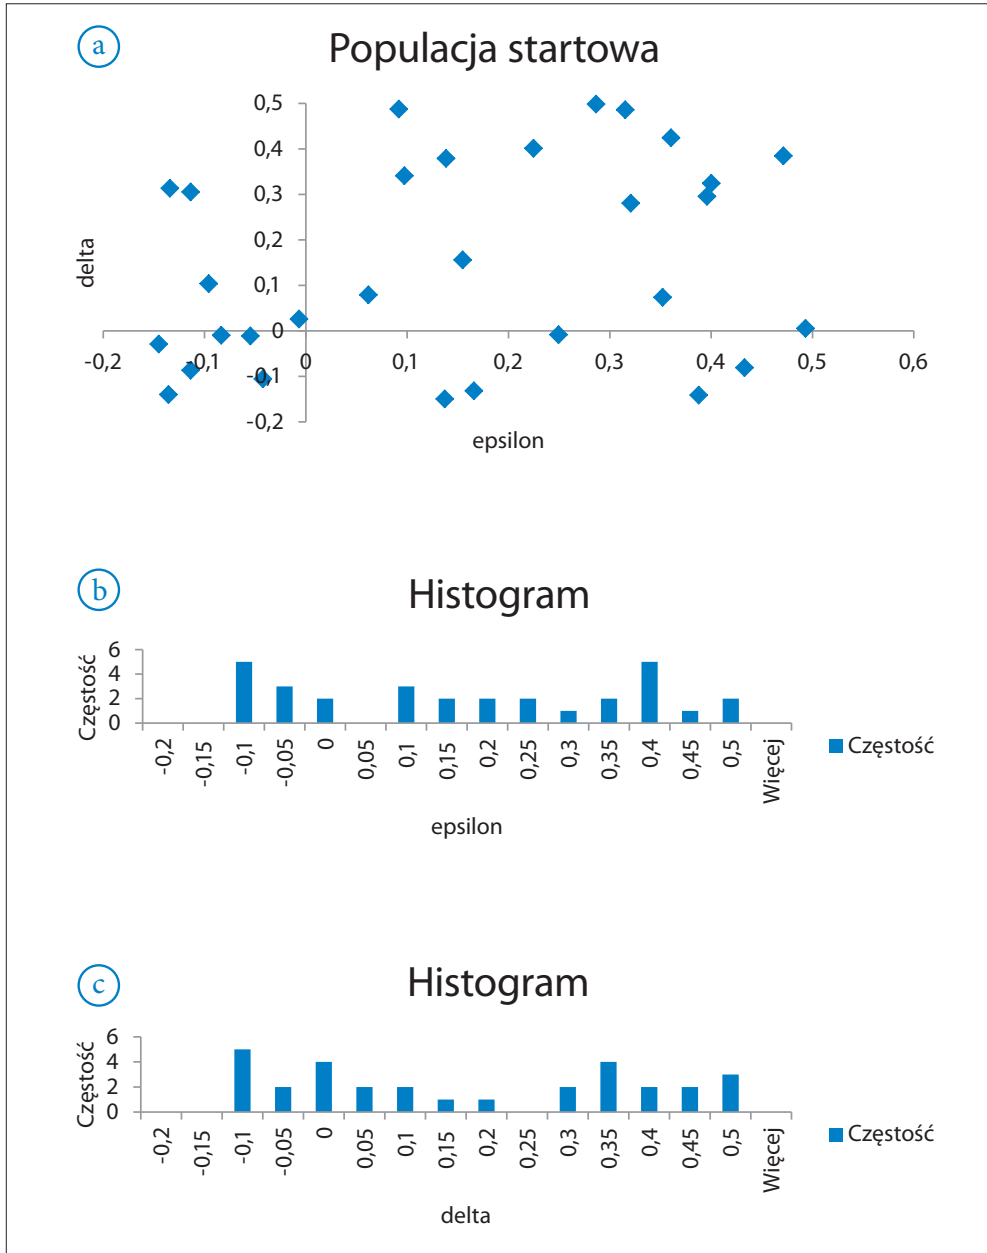 a
Populacja startowa
0,5
0,4
0,3
0,2
0,1
0
-0,1
-0,2
delta
-0,2 -0,1 0 0,1 0,2 0,3 0,4 0,5 0,6
epsilon
b
Histogram
6
4
2
0
Częstość
-0,2 -0,15 -0,1 -0,05 0 0,05 0,1 0,15 0,2 0,25 0,3 0,35 0,4 0,45 0,5 Więcej
Częstość
epsilon
c
Histogram
6
4
2
0
Częstość
-0,2 -0,15 -0,1 -0,05 0 0,05 0,1 0,15 0,2 0,25 0,3 0,35 0,4 0,45 0,5 Więcej
Częstość
delta